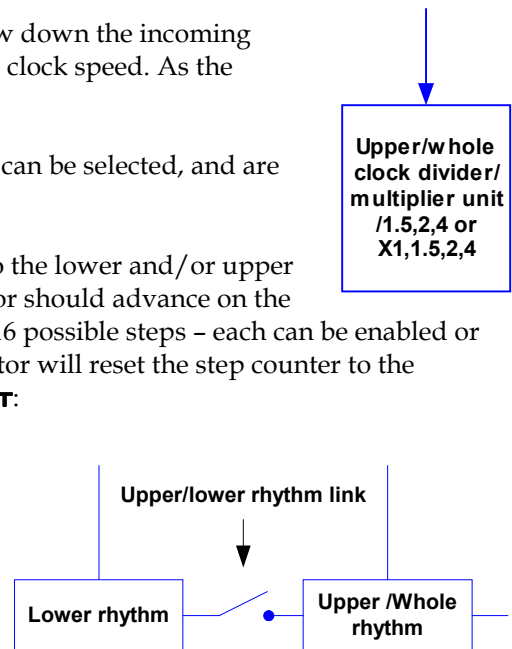 w down the incoming
clock speed. As the
can be selected, and are
o the lower and/or upper
or should advance on the
16 possible steps – each can be enabled or
tor will reset the step counter to the
T:
Upper/whole
clock divider/
multiplier unit
/1.5,2,4 or
X1,1.5,2,4
Upper/lower rhythm link
Lower rhythm
Upper /Whole
rhythm